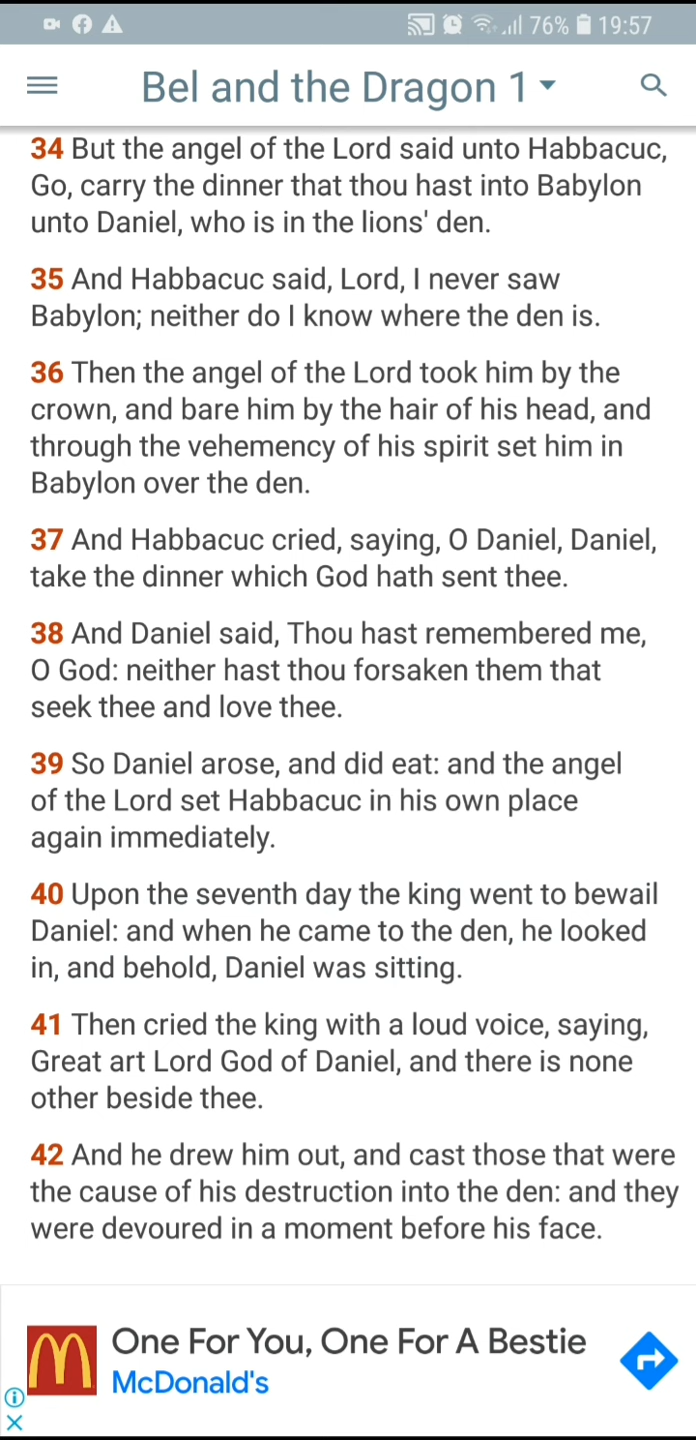 76% 19:57
Bel and the Dragon 1
34 But the angel of the Lord said unto Habbacuc,
Go, carry the dinner that thou hast into Babylon
unto Daniel, who is in the lions' den.
35 And Habbacuc said, Lord, I never saw
Babylon; neither do I know where the den is.
36 Then the angel of the Lord took him by the
crown, and bare him by the hair of his head, and
through the vehemency of his spirit set him in
Babylon over the den.
37 And Habbacuc cried, saying, O Daniel, Daniel,
take the dinner which God hath sent thee.
38 And Daniel said, Thou hast remembered me,
O God: neither hast thou forsaken them that
seek thee and love thee.
39 So Daniel arose, and did eat: and the angel
of the Lord set Habbacuc in his own place
again immediately.
40 Upon the seventh day the king went to bewail
Daniel: and when he came to the den, he looked
in, and behold, Daniel was sitting.
41 Then cried the king with a loud voice, saying,
Great art Lord God of Daniel, and there is none
other beside thee.
42 And he drew him out, and cast those that were
the cause of his destruction into the den: and they
were devoured in a moment before his face.
One For You, One For A Bestie
McDonald's